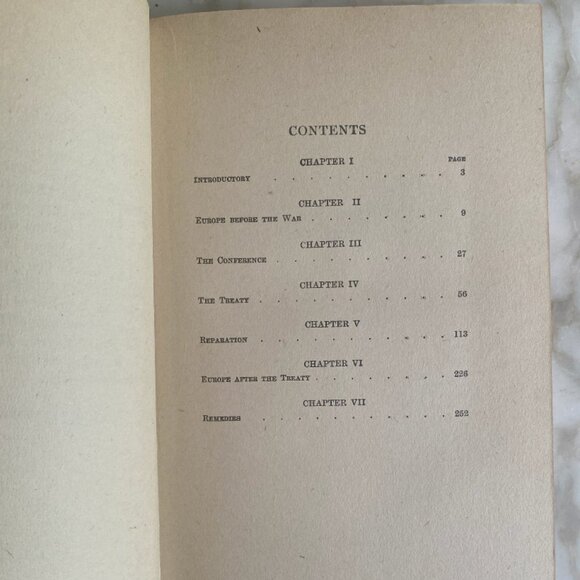 CONTENTS
CHAPTER I PAGE
Introductory . . . . . . . . . . 3
CHAPTER II
Europe before the War . . . . . . . 9
CHAPTER III
The Conference . . . . . . . . . 27
CHAPTER IV
The Treaty . . . . . . . . . . 56
CHAPTER V
Reparation . . . . . . . . . . 113
CHAPTER VI
Europe after the Treaty . . . . . . . 226
CHAPTER VII
Remedies . . . . . . . . . . 252